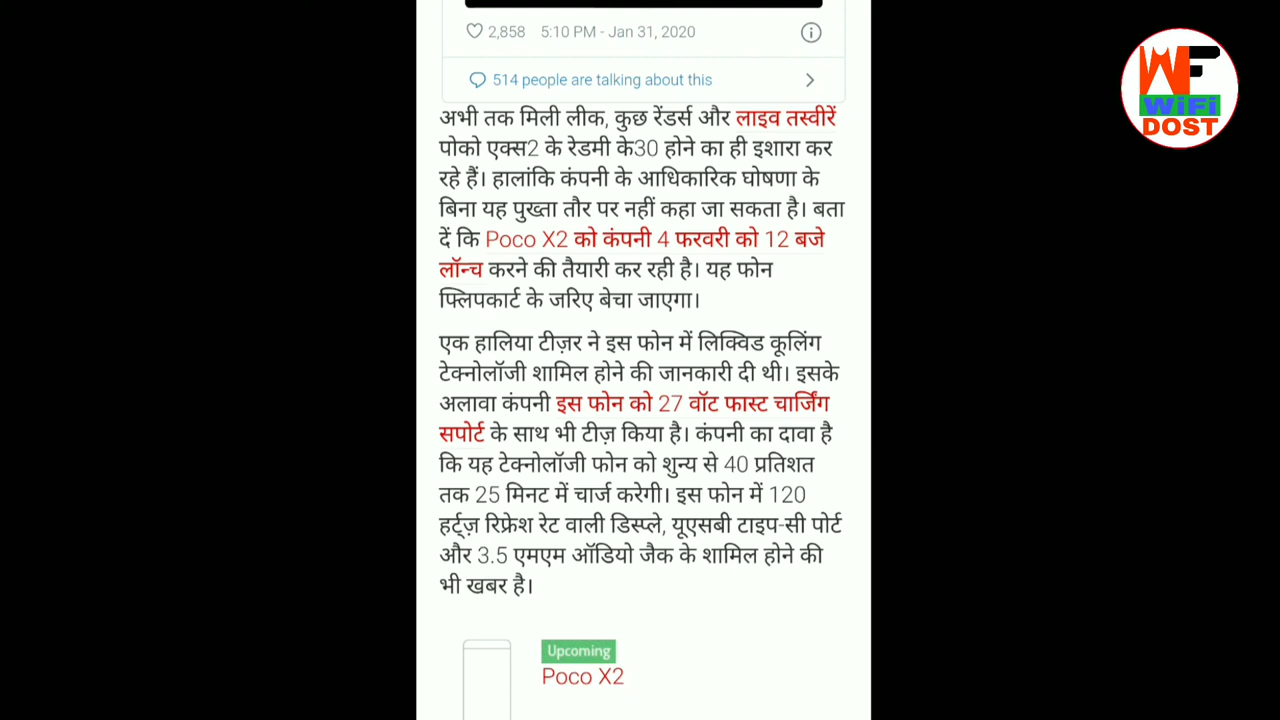 2,858 5:10 PM - Jan 31, 2020
514 people are talking about this
अभी तक मिली लीक, कुछ रेंडर्स और लाइव तस्वीरें
पोको एक्स2 के रेडमी के30 होने का ही इशारा कर
रहे हैं। हालांकि कंपनी के आधिकारिक घोषणा के
बिना यह पुख्ता तौर पर नहीं कहा जा सकता है। बता
दें कि Poco X2 को कंपनी 4 फरवरी को 12 बजे
लॉन्च करने की तैयारी कर रही है। यह फोन
फ्लिपकार्ट के जरिए बेचा जाएगा।
एक हालिया टीज़र ने इस फोन में लिक्विड कूलिंग
टेक्नोलॉजी शामिल होने की जानकारी दी थी। इसके
अलावा कंपनी इस फोन को 27 वॉट फास्ट चार्जिंग
सपोर्ट के साथ भी टीज़ किया है। कंपनी का दावा है
कि यह टेक्नोलॉजी फोन को शुन्य से 40 प्रतिशत
तक 25 मिनट में चार्ज करेगी। इस फोन में 120
हर्ट्ज़ रिफ्रेश रेट वाली डिस्प्ले, यूएसबी टाइप-सी पोर्ट
और 3.5 एमएम ऑडियो जैक के शामिल होने की
भी खबर है।
Upcoming
Poco X2
WF
WiFi
DOST